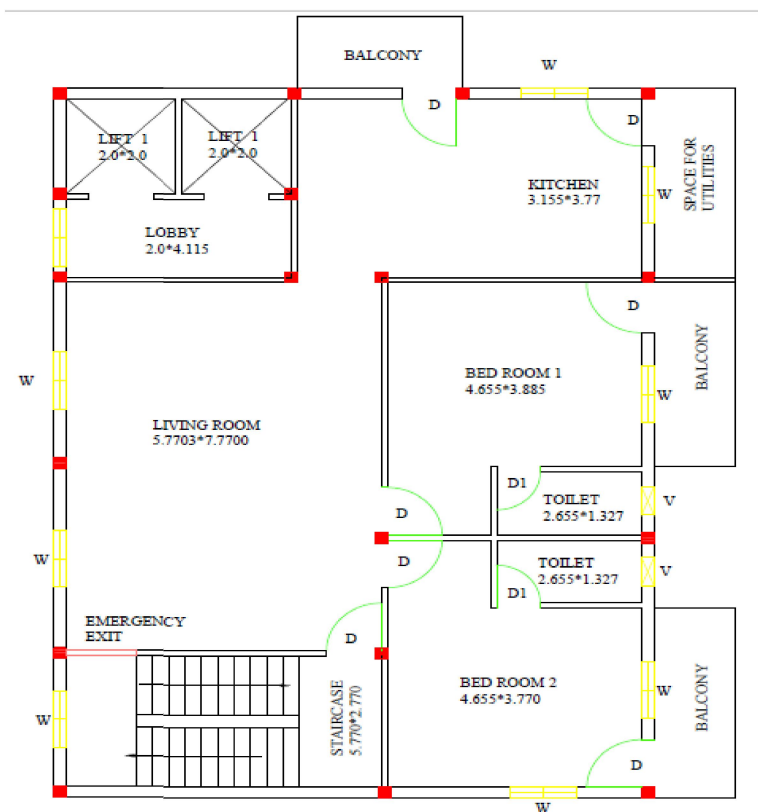 BALCONY
W
D
D
LIFT 1
2.0*2.0
LIFT 1
2.0*2.0
KITCHEN
3.155*3.77
W
SPACE FOR
UTILITIES
LOBBY
2.0*4.115
D
BED ROOM 1
4.655*3.885
W
BALCONY
W
LIVING ROOM
5.7703*7.7700
D1
TOILET
2.655*1.327
V
D
W
D
TOILET
2.655*1.327
V
D1
EMERGENCY
EXIT
D
STAIRCASE
5.770*2.770
BED ROOM 2
4.655*3.770
W
BALCONY
W
D
W